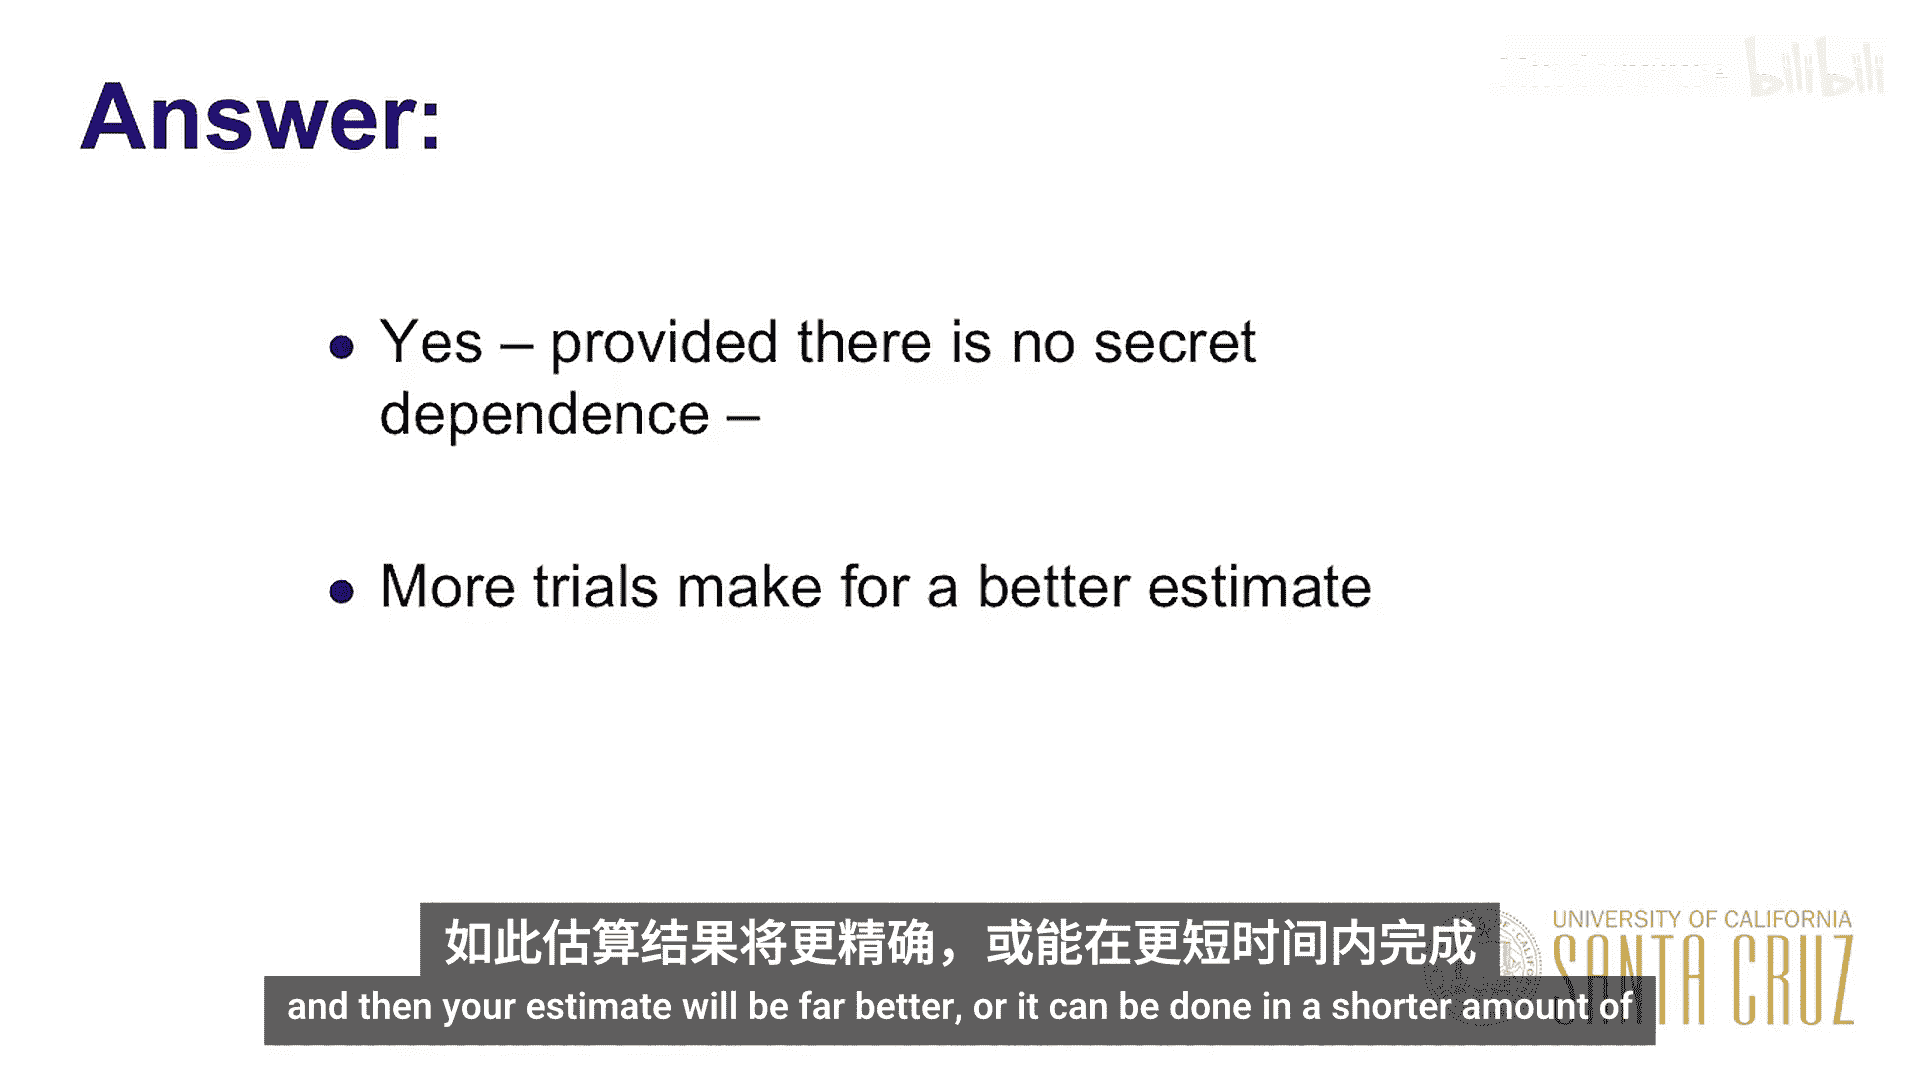 bilibili
Answer:
● Yes – provided there is no secret
dependence –
● More trials make for a better estimate
如此估算结果将更精确，或能在更短时间内完成
and then your estimate will be far better, or it can be done in a shorter amount of
UNIVERSITY OF CALIFORNIA
SANTA CRUZ